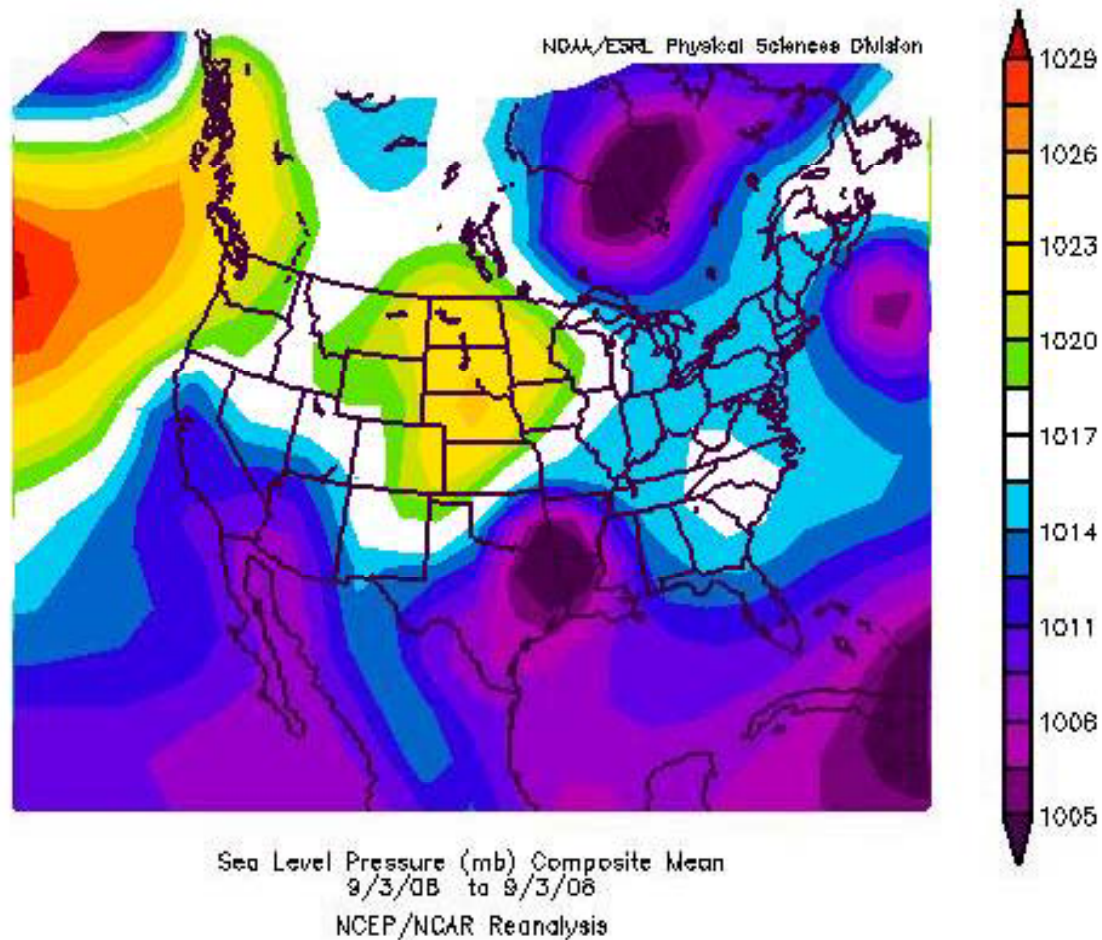 NOAA/ESRL Physical Sciences Division
1029
1026
1023
1020
1017
1014
1011
1008
1005
Sea Level Pressure (mb) Composite Mean
9/3/08 to 9/3/08
NCEP/NCAR Reanalysis